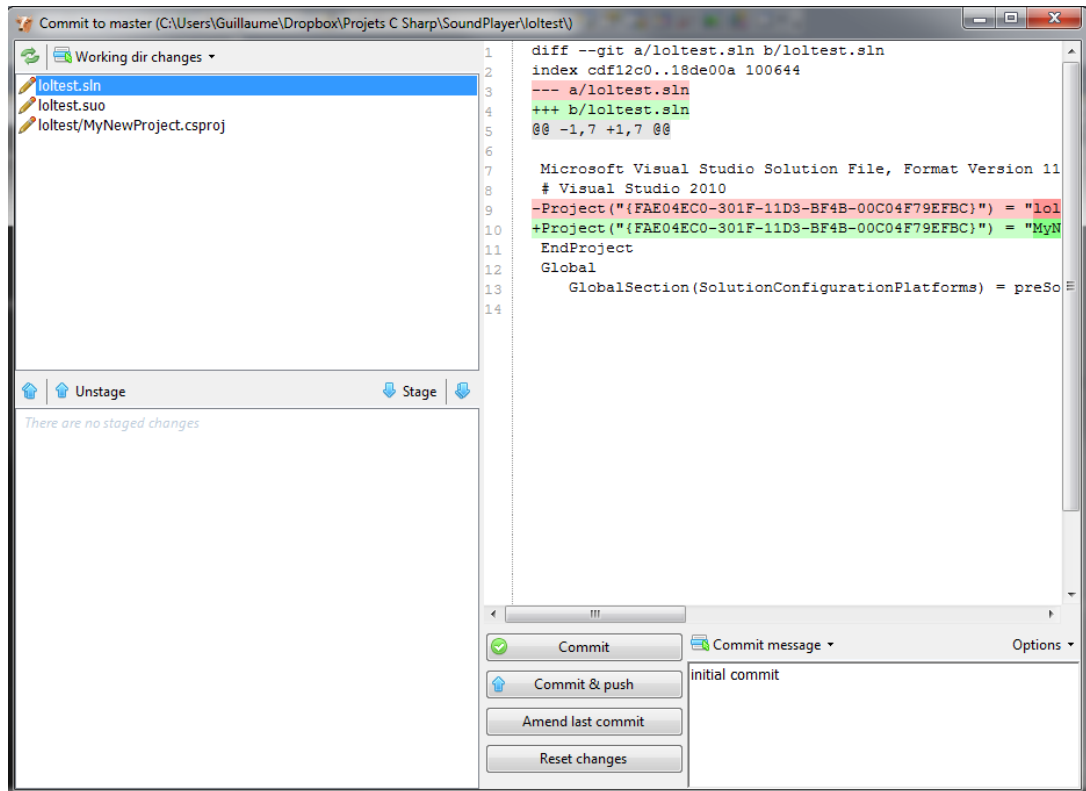 Commit to master (C:\Users\Guillaume\Dropbox\Projets C Sharp\SoundPlayer\loltest\)
Working dir changes
loltest.sln
loltest.suo
loltest/MyNewProject.csproj
Unstage
Stage
There are no staged changes
1 diff --git a/loltest.sln b/loltest.sln
2 index cdf12c0..18de00a 100644
3 --- a/loltest.sln
4 +++ b/loltest.sln
5 @@ -1,7 +1,7 @@
6
7 Microsoft Visual Studio Solution File, Format Version 11
8 # Visual Studio 2010
9 -Project("{FAE04EC0-301F-11D3-BF4B-00C04F79EFBC}") = "lol
10 +Project("{FAE04EC0-301F-11D3-BF4B-00C04F79EFBC}") = "MyN
11 EndProject
12 Global
13 GlobalSection(SolutionConfigurationPlatforms) = preSo
14
Commit
Commit & push
Amend last commit
Reset changes
Commit message
Options
initial commit